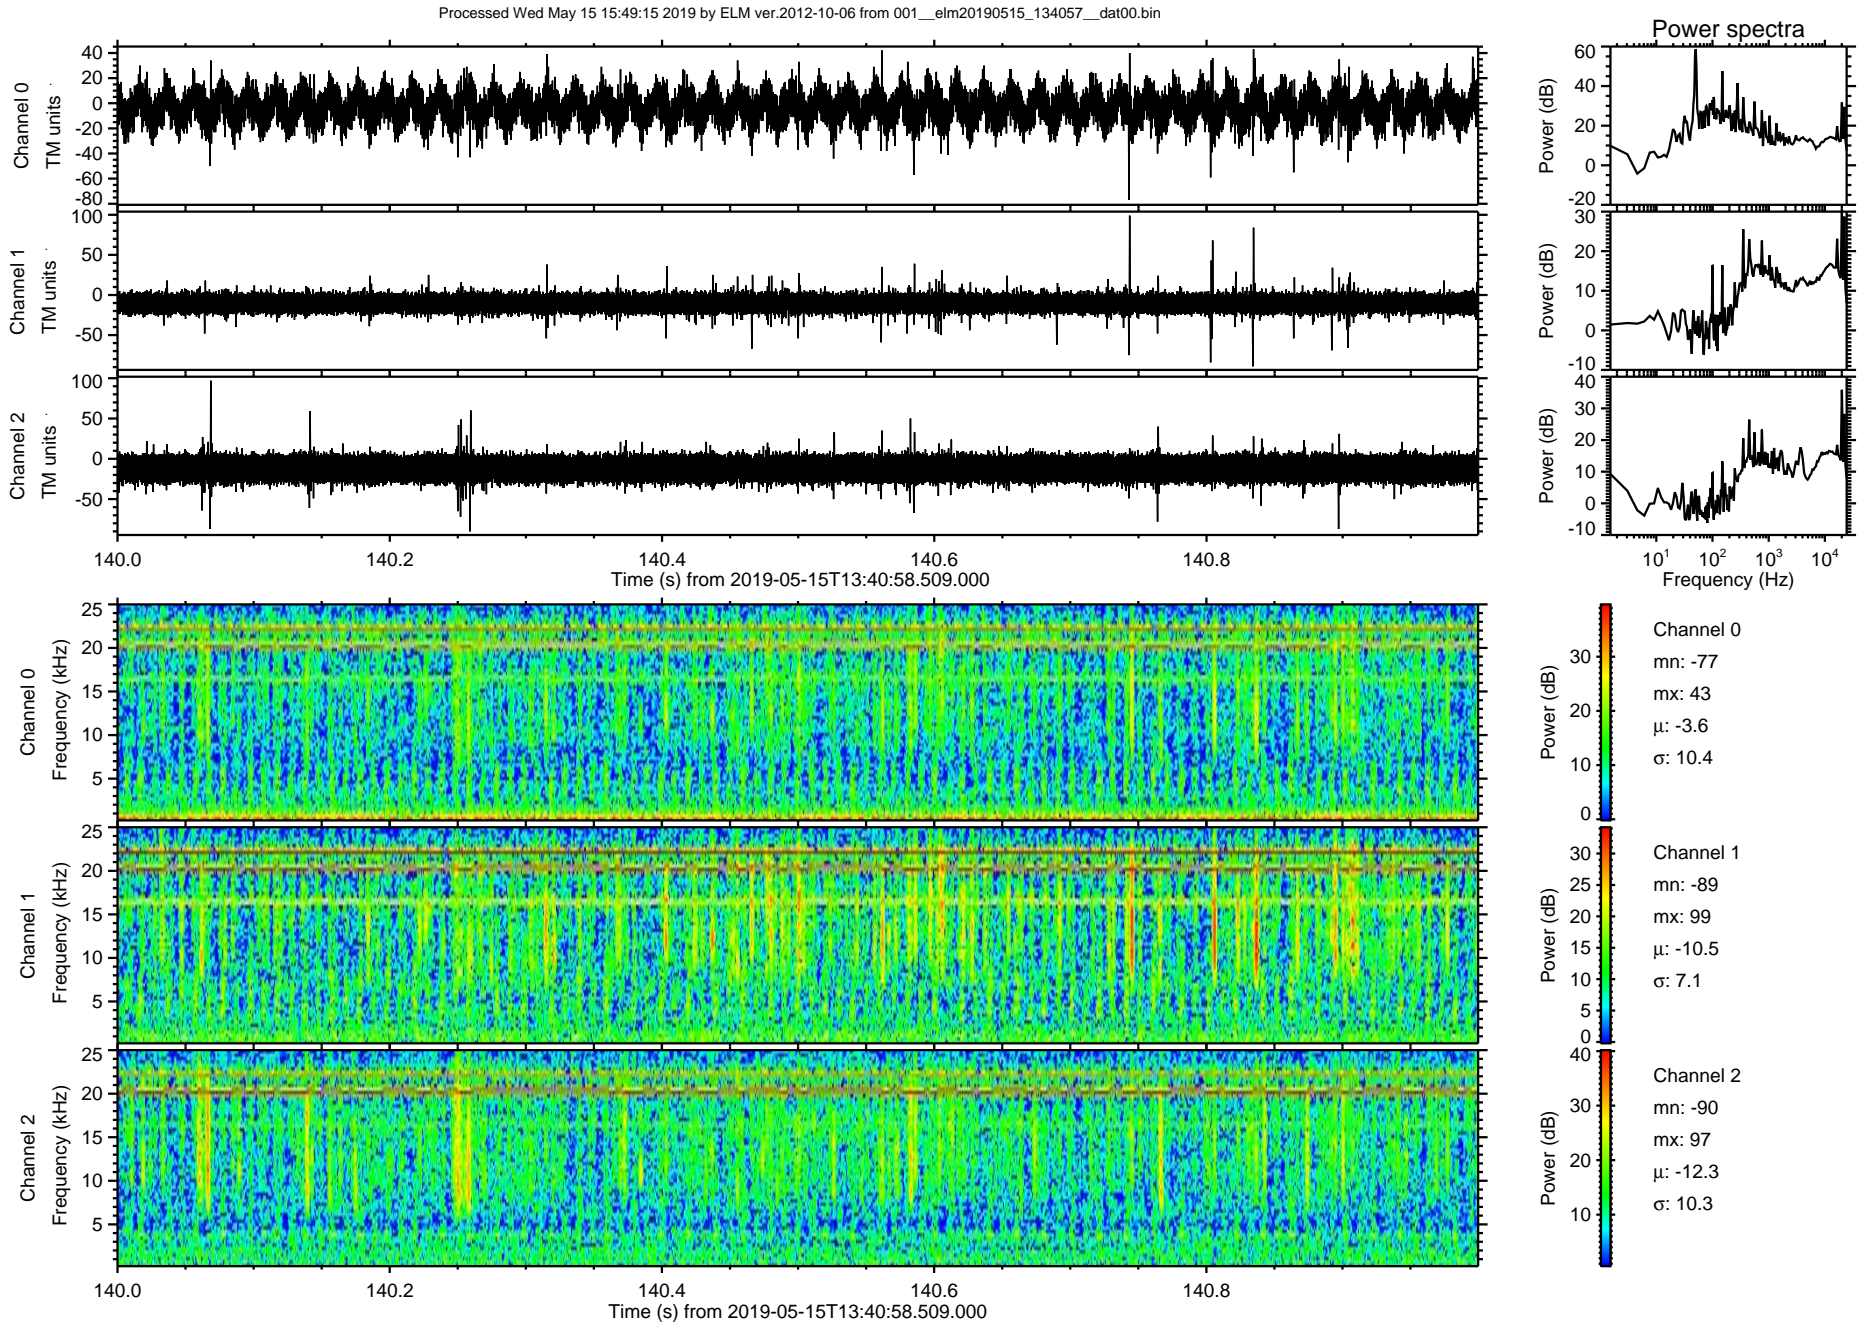 Processed Wed May 15 15:49:15 2019 by ELM ver.2012-10-06 from 001__elm20190515_134057__dat00.bin
Power spectra
Channel 0
TM units
40
20
0
-20
-40
-60
-80
Power (dB)
60
40
20
0
-20
Channel 1
TM units
100
50
0
-50
Power (dB)
30
20
10
0
-10
Channel 2
TM units
100
50
0
-50
Power (dB)
40
30
20
10
0
-10
140.0 140.2 140.4 140.6 140.8
Time (s) from 2019-05-15T13:40:58.509.000
10¹ 10² 10³ 10⁴
Frequency (Hz)
Channel 0
Frequency (kHz)
25
20
15
10
5
Power (dB)
30
20
10
0
Channel 0
mn: -77
mx: 43
μ: -3.6
σ: 10.4
Channel 1
Frequency (kHz)
25
20
15
10
5
Power (dB)
30
25
20
15
10
5
0
Channel 1
mn: -89
mx: 99
μ: -10.5
σ: 7.1
Channel 2
Frequency (kHz)
25
20
15
10
5
Power (dB)
40
30
20
10
Channel 2
mn: -90
mx: 97
μ: -12.3
σ: 10.3
140.0 140.2 140.4 140.6 140.8
Time (s) from 2019-05-15T13:40:58.509.000